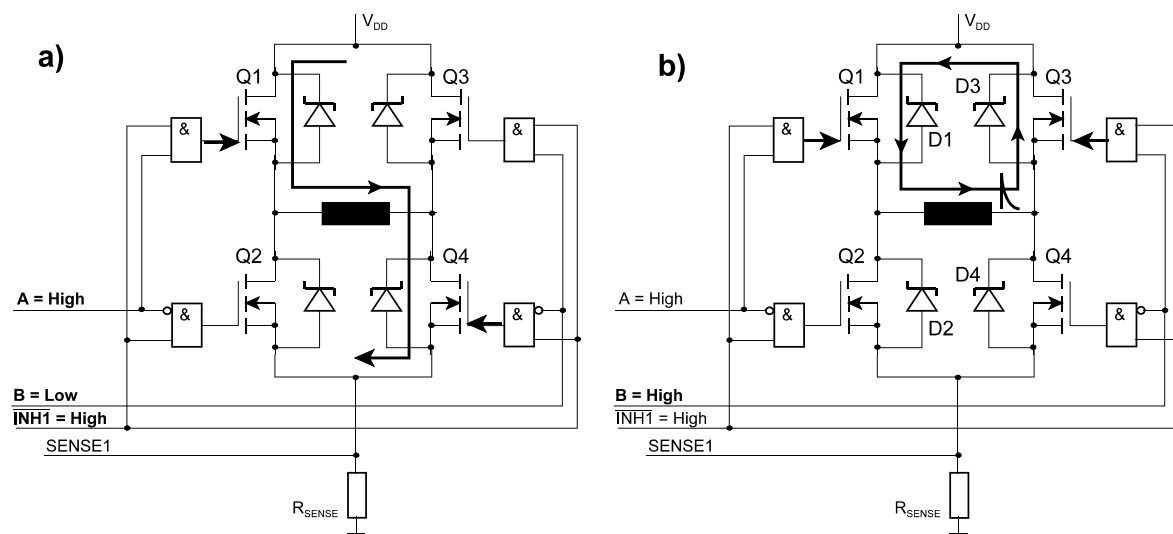 a)
V_DD
Q1
Q3
&
&
Q2
Q4
A = High
&
&
B = Low
INH1 = High
SENSE1
R_SENSE
b)
V_DD
Q1
D3
Q3
&
D1
&
Q2
D4
Q4
A = High
&
D2
&
B = High
INH1 = High
SENSE1
R_SENSE